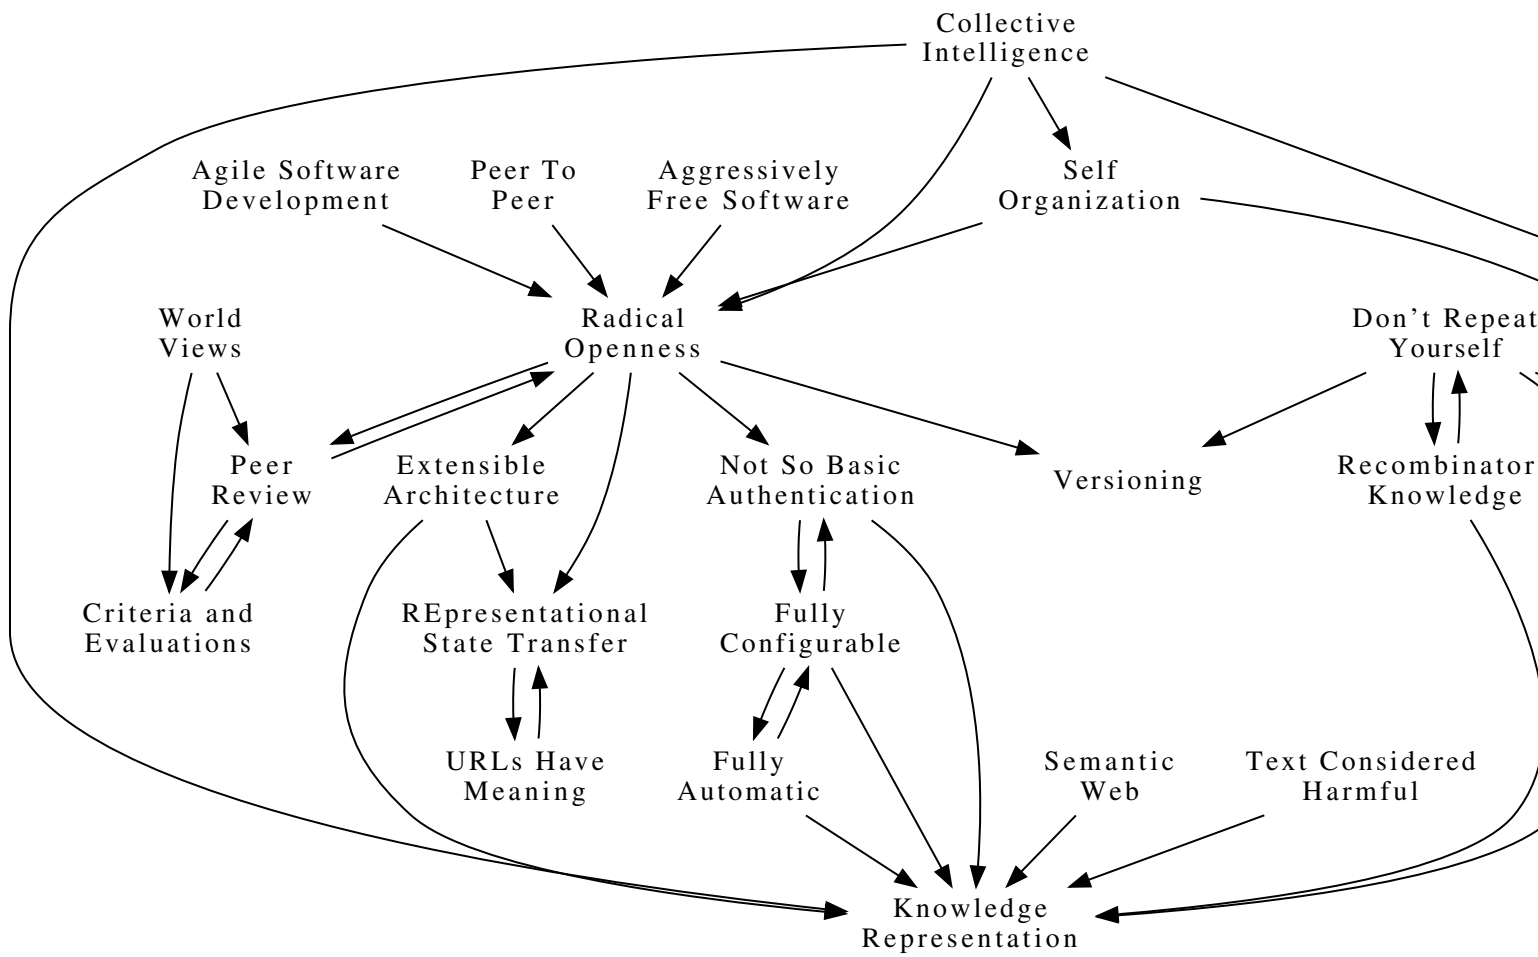 Collective
Intelligence
Agile Software
Development
Peer To
Peer
Aggressively
Free Software
Self
Organization
World
Views
Radical
Openness
Don't Repeat
Yourself
Peer
Review
Extensible
Architecture
Not So Basic
Authentication
Versioning
Recombinator
Knowledge
Criteria and
Evaluations
REpresentational
State Transfer
Fully
Configurable
URLs Have
Meaning
Fully
Automatic
Semantic
Web
Text Considered
Harmful
Knowledge
Representation